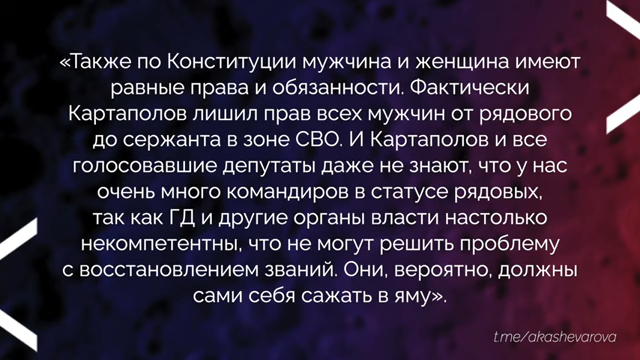 «Также по Конституции мужчина и женщина имеют
равные права и обязанности. Фактически
Картаполов лишил прав всех мужчин от рядового
до сержанта в зоне СВО. И Картаполов и все
голосовавшие депутаты даже не знают, что у нас
очень много командиров в статусе рядовых,
так как ГД и другие органы власти настолько
некомпетентны, что не могут решить проблему
с восстановлением званий. Они, вероятно, должны
сами себя сажать в яму».
t.me/akashevarova